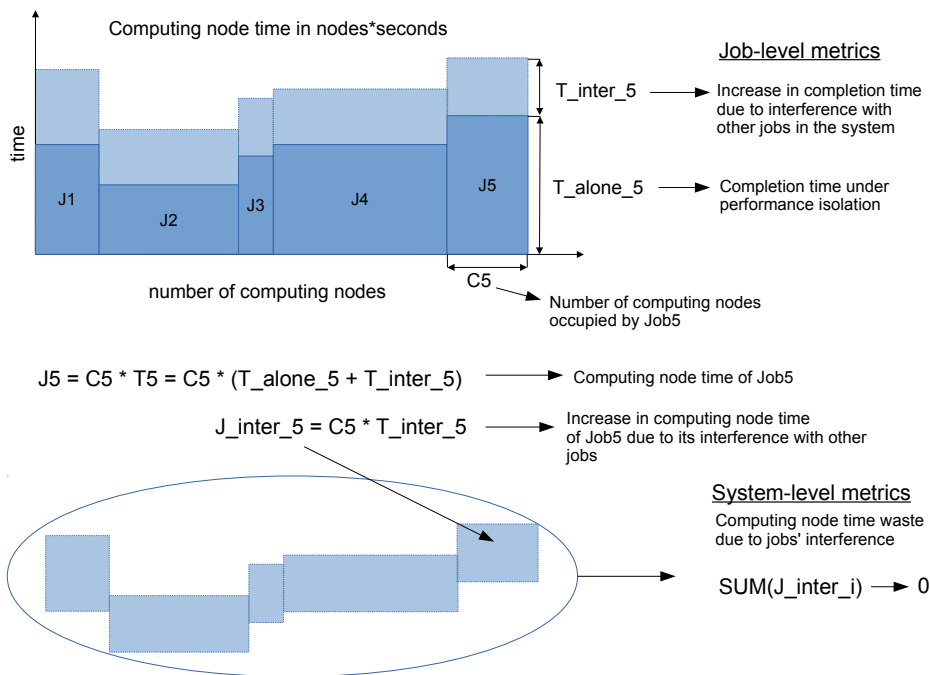 Computing node time in nodes*seconds
time
J1
J2
J3
J4
J5
number of computing nodes
C5
T_inter_5
T_alone_5
Job-level metrics
Increase in completion time
due to interference with
other jobs in the system
Completion time under
performance isolation
Number of computing nodes
occupied by Job5
J5 = C5 * T5 = C5 * (T_alone_5 + T_inter_5)
Computing node time of Job5
J_inter_5 = C5 * T_inter_5
Increase in computing node time
of Job5 due to its interference with other
jobs
System-level metrics
Computing node time waste
due to jobs' interference
SUM(J_inter_i) 0